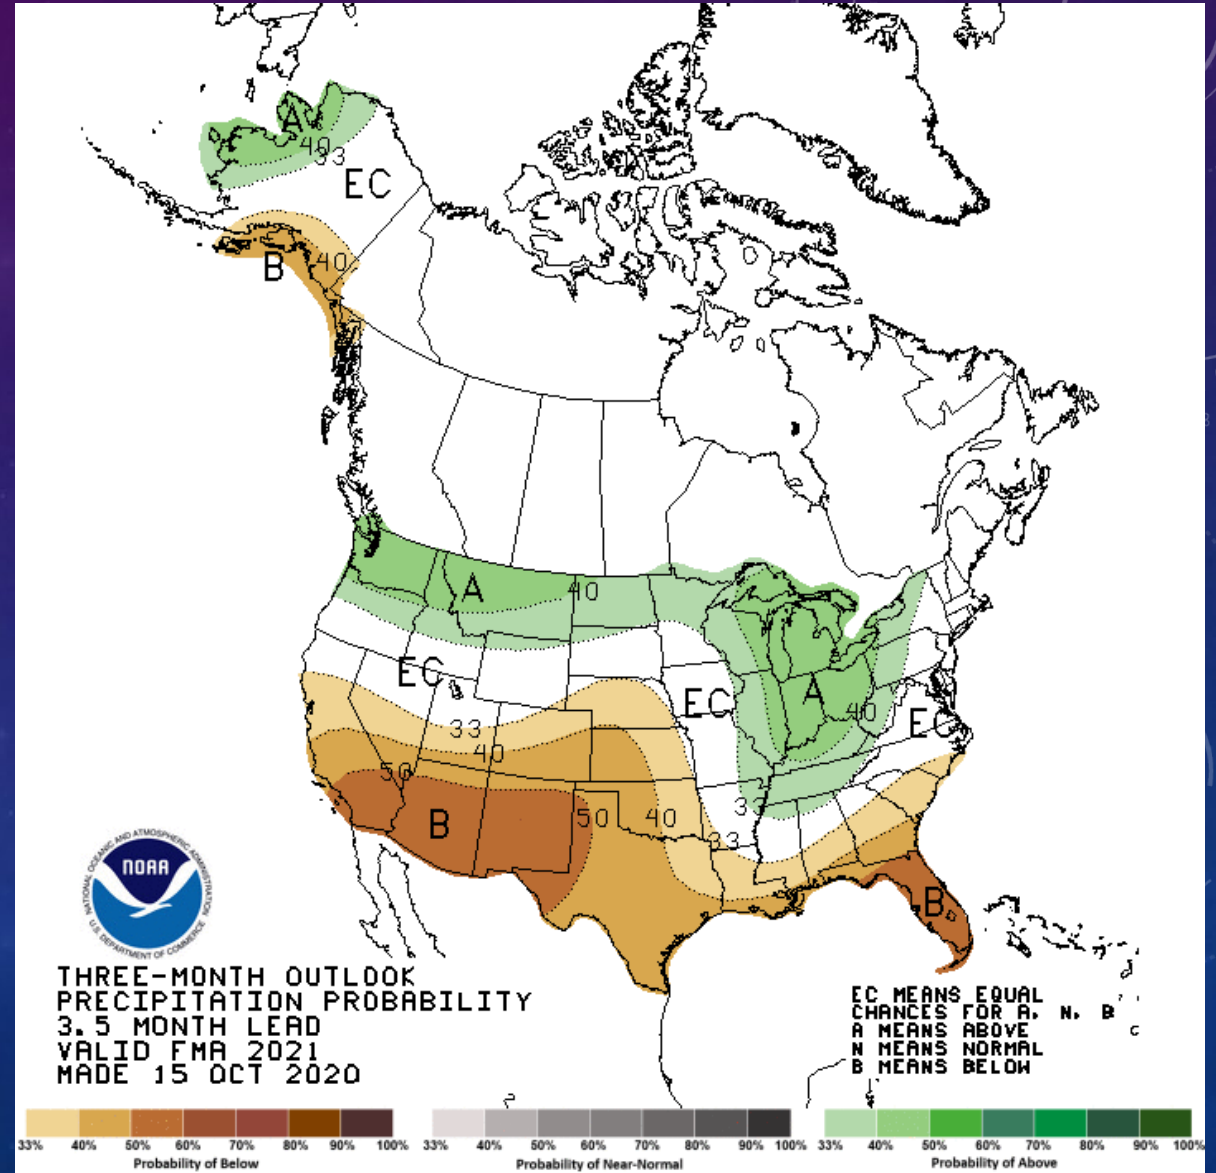 A
40
33
EC
B
40
A
40
EC
EC
A
40
EC
33
40
50
B
50
40
33
33
B
NATIONAL OCEANIC AND ATMOSPHERIC ADMINISTRATION
NOAA
U.S. DEPARTMENT OF COMMERCE
THREE-MONTH OUTLOOK
PRECIPITATION PROBABILITY
3.5 MONTH LEAD
VALID FMA 2021
MADE 15 OCT 2020
EC MEANS EQUAL
CHANCES FOR A, N, B
A MEANS ABOVE
N MEANS NORMAL
B MEANS BELOW
33% 40% 50% 60% 70% 80% 90% 100%
Probability of Below
33% 40% 50% 60% 70% 80% 90% 100%
Probability of Near-Normal
33% 40% 50% 60% 70% 80% 90% 100%
Probability of Above